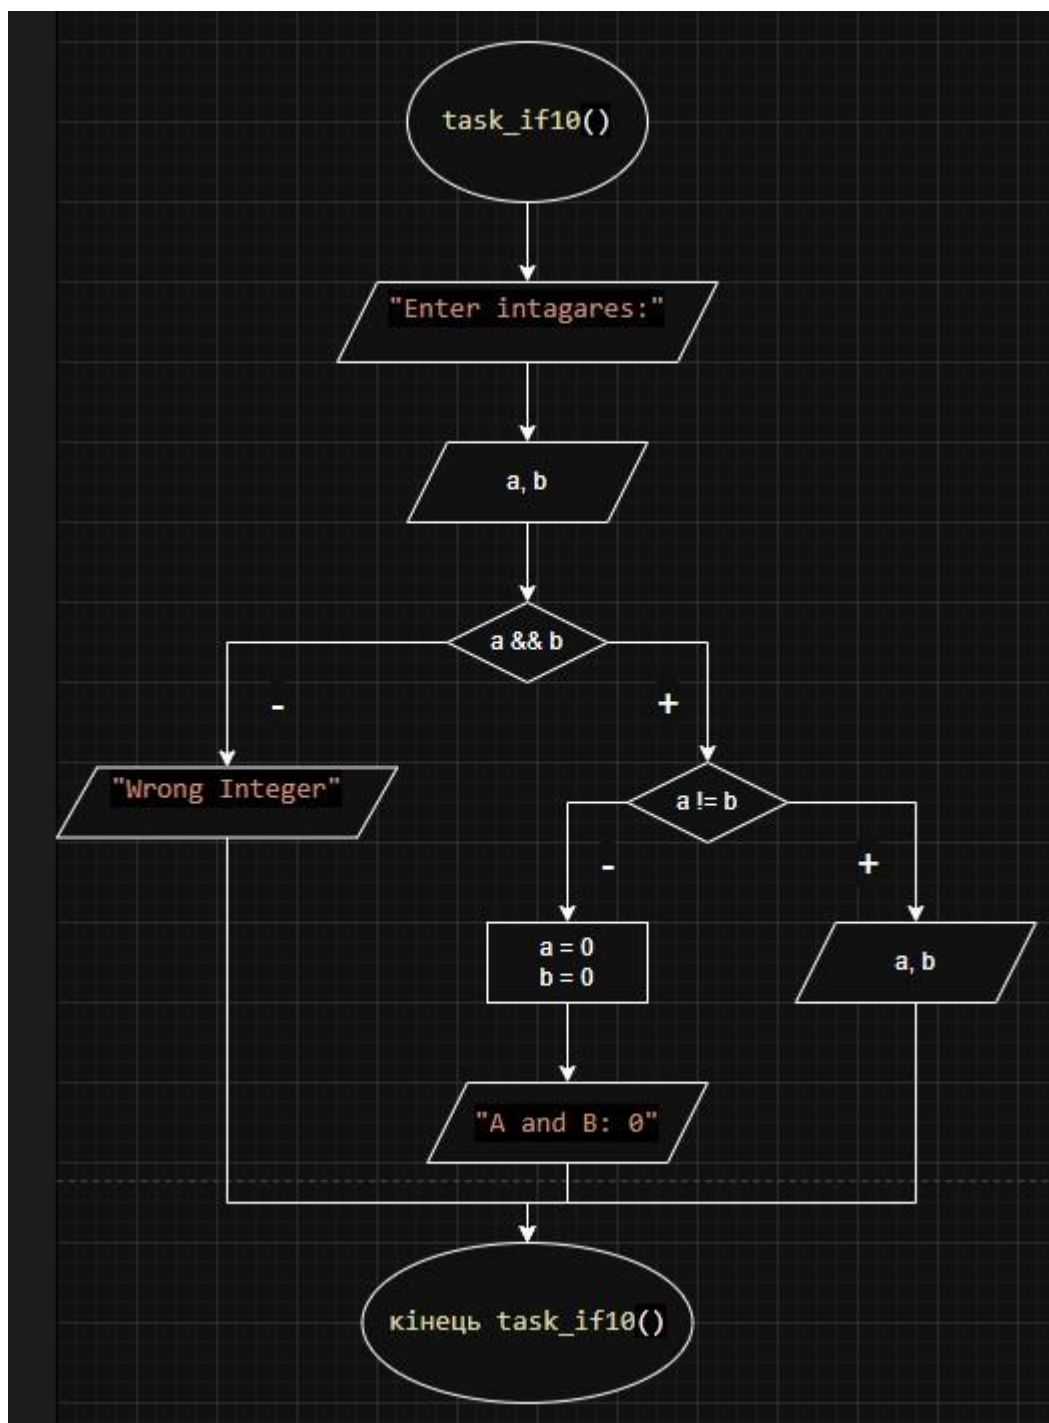 task_if10()
"Enter intagares:"
a, b
a && b
-
+
"Wrong Integer"
a != b
-
+
a = 0
b = 0
a, b
"A and B: 0"
кінець task_if10()